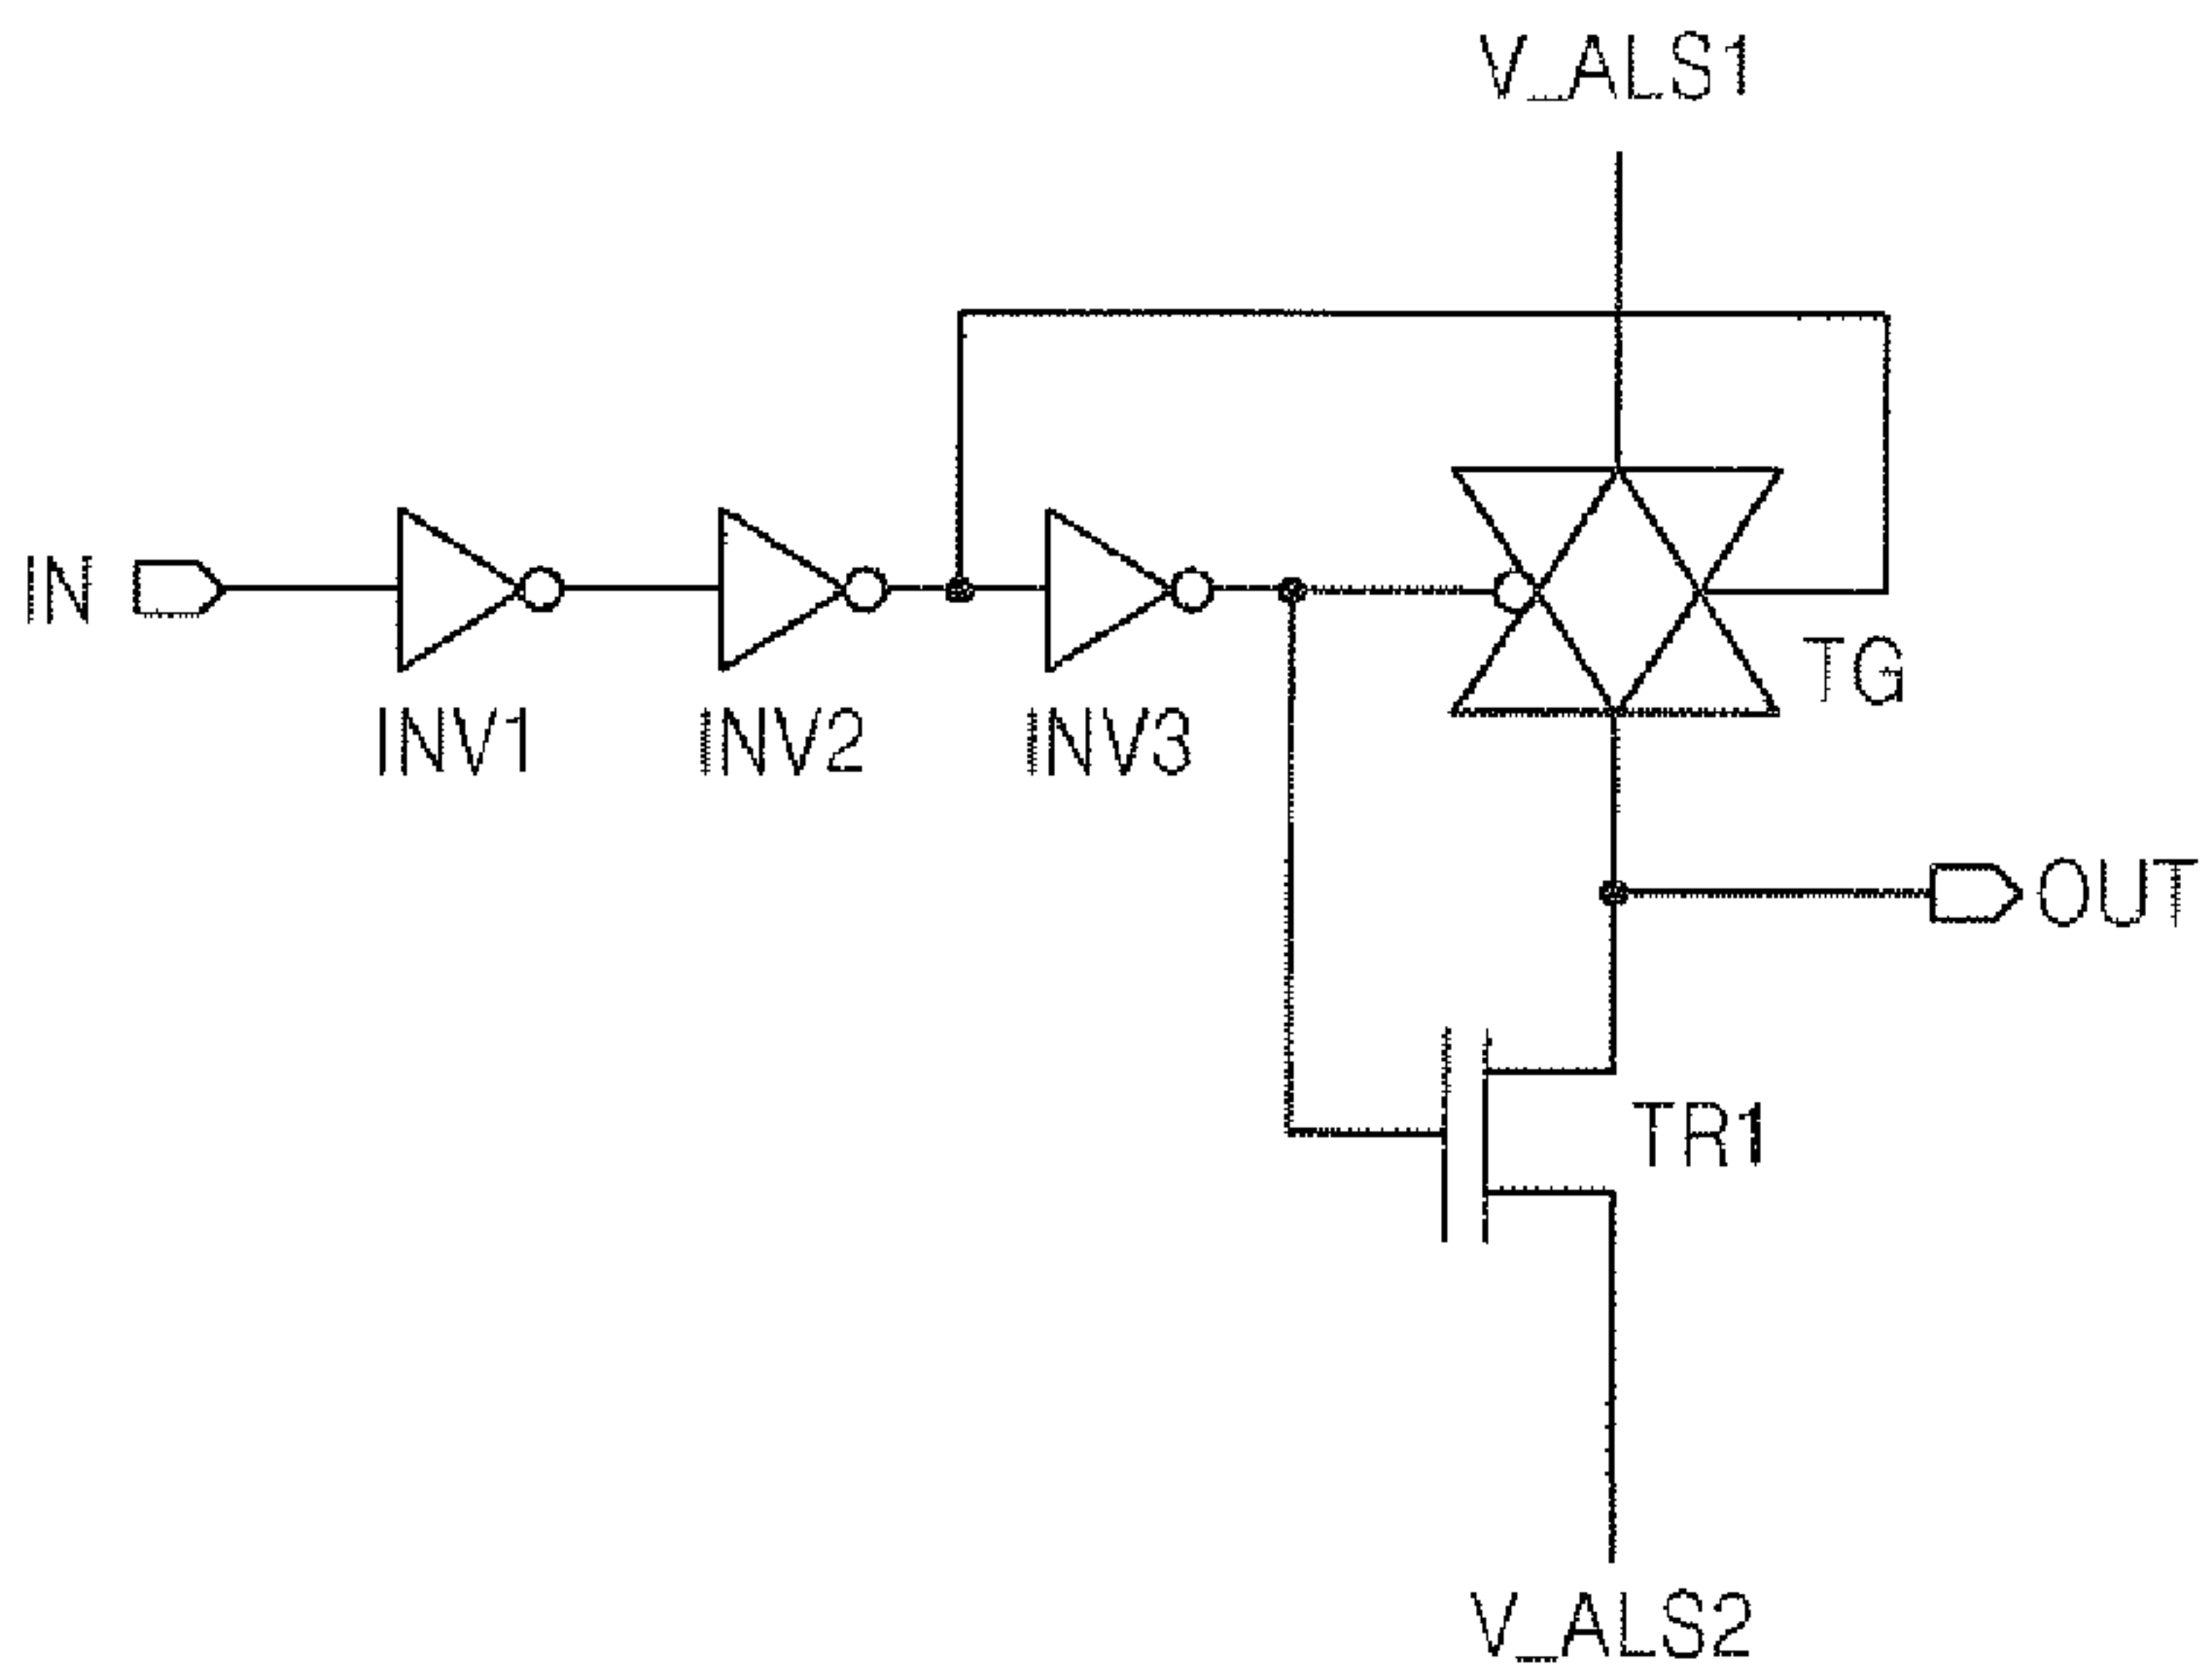 V_ALS1
IN
INV1
INV2
INV3
TG
OUT
TR1
V_ALS2